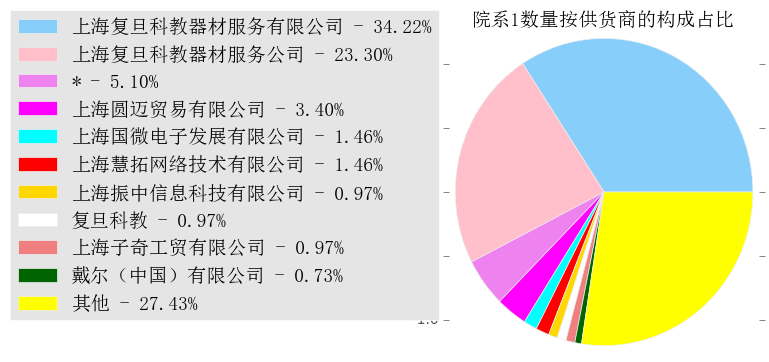 院系1数量按供货商的构成占比
上海复旦科教器材服务有限公司 - 34.22%
上海复旦科教器材服务公司 - 23.30%
* - 5.10%
上海圆迈贸易有限公司 - 3.40%
上海国微电子发展有限公司 - 1.46%
上海慧拓网络技术有限公司 - 1.46%
上海振中信息科技有限公司 - 0.97%
复旦科教 - 0.97%
上海子奇工贸有限公司 - 0.97%
戴尔（中国）有限公司 - 0.73%
其他 - 27.43%